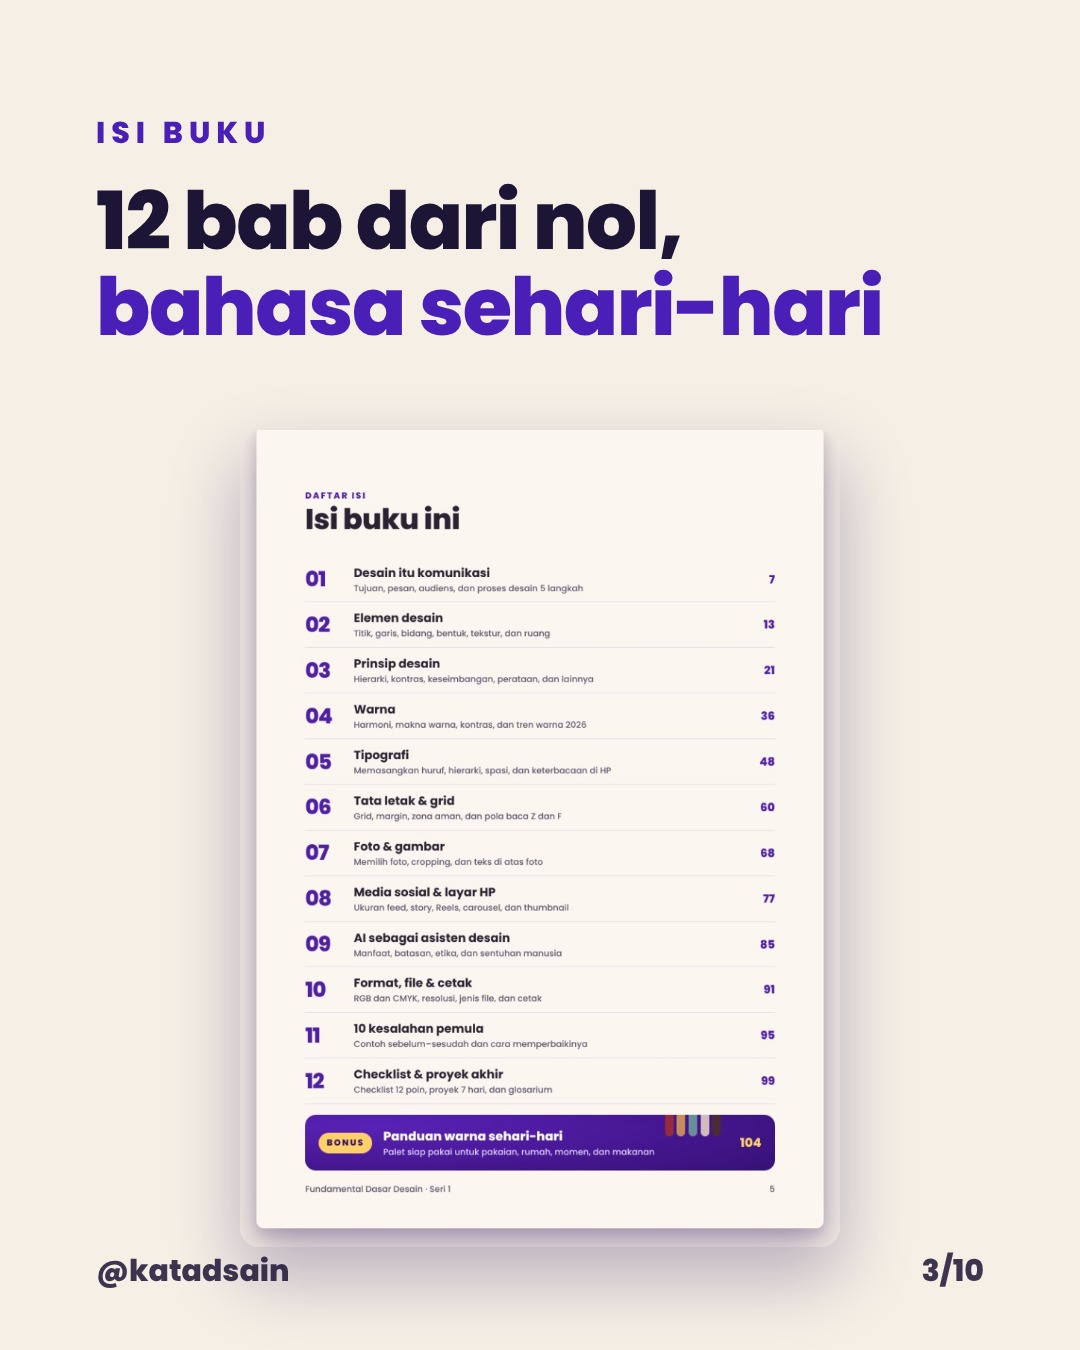 ISI BUKU
12 bab dari nol,
bahasa sehari-hari
DAFTAR ISI
Isi buku ini
01 Desain itu komunikasi 7
Tujuan, pesan, audiens, dan proses desain 5 langkah
02 Elemen desain 13
Titik, garis, bidang, bentuk, tekstur, dan ruang
03 Prinsip desain 21
Hierarki, kontras, keseimbangan, perataan, dan lainnya
04 Warna 36
Harmoni, makna warna, kontras, dan tren warna 2026
05 Tipografi 48
Memasangkan huruf, hierarki, spasi, dan keterbacaan di HP
06 Tata letak & grid 60
Grid, margin, zona aman, dan pola baca Z dan F
07 Foto & gambar 68
Memilih foto, cropping, dan teks di atas foto
08 Media sosial & layar HP 77
Ukuran feed, story, Reels, carousel, dan thumbnail
09 AI sebagai asisten desain 85
Manfaat, batasan, etika, dan sentuhan manusia
10 Format, file & cetak 91
RGB dan CMYK, resolusi, jenis file, dan cetak
11 10 kesalahan pemula 95
Contoh sebelum–sesudah dan cara memperbaikinya
12 Checklist & proyek akhir 99
Checklist 12 poin, proyek 7 hari, dan glosarium
BONUS Panduan warna sehari-hari 104
Palet siap pakai untuk pakaian, rumah, momen, dan makanan
Fundamental Dasar Desain · Seri 1 5
@katadsain 3/10